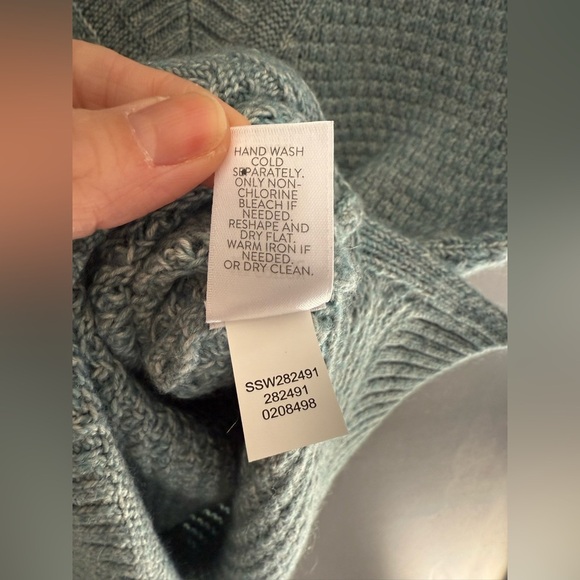 HAND WASH
COLD
SEPARATELY.
ONLY NON-
CHLORINE
BLEACH IF
NEEDED.
RESHAPE AND
DRY FLAT.
WARM IRON IF
NEEDED.
OR DRY CLEAN.
SSW282491
282491
0208498